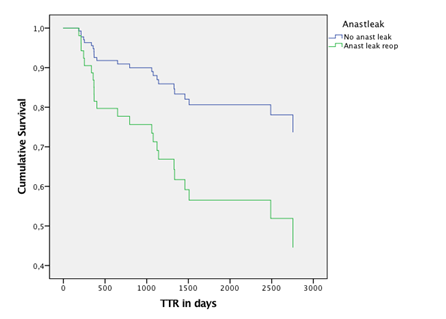 Anastleak
No anast leak
Anast leak reop
1,0
0,9
0,8
0,7
0,6
0,5
0,4
Cumulative Survival
0 500 1000 1500 2000 2500 3000
TTR in days